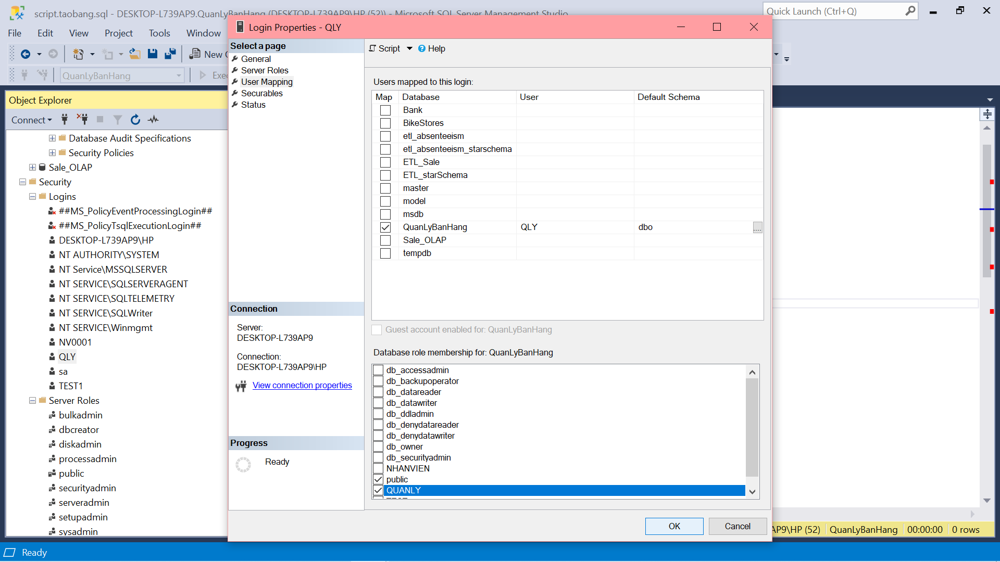 script.taobang.sql - DESKTOP-L739AP9.QuanLyBanHang (DESKTOP-L739AP9\HP (52)) - Microsoft SQL Server Management Studio
Quick Launch (Ctrl+Q)
File Edit View Project Tools Window
New
QuanLyBanHang
Object Explorer
Connect
Database Audit Specifications
Security Policies
Sale_OLAP
Security
Logins
##MS_PolicyEventProcessingLogin##
##MS_PolicyTsqlExecutionLogin##
DESKTOP-L739AP9\HP
NT AUTHORITY\SYSTEM
NT Service\MSSQLSERVER
NT SERVICE\SQLSERVERAGENT
NT SERVICE\SQLTELEMETRY
NT SERVICE\SQLWriter
NT SERVICE\Winmgmt
NV0001
QLY
sa
TEST1
Server Roles
bulkadmin
dbcreator
diskadmin
processadmin
public
securityadmin
serveradmin
setupadmin
sysadmin
Login Properties - QLY
Select a page
General
Server Roles
User Mapping
Securables
Status
Connection
Server:
DESKTOP-L739AP9
Connection:
DESKTOP-L739AP9\HP
View connection properties
Progress
Ready
Script Help
Users mapped to this login:
Map Database User Default Schema
Bank
BikeStores
etl_absenteeism
etl_absenteeism_starschema
ETL_Sale
ETL_starSchema
master
model
msdb
QuanLyBanHang QLY dbo ....
Sale_OLAP
tempdb
Guest account enabled for: QuanLyBanHang
Database role membership for: QuanLyBanHang
db_accessadmin
db_backupoperator
db_datareader
db_datawriter
db_ddladmin
db_denydatareader
db_denydatawriter
db_owner
db_securityadmin
NHANVIEN
public
QUANLY
OK Cancel
AP9\HP (52) QuanLyBanHang 00:00:00 0 rows
Ready